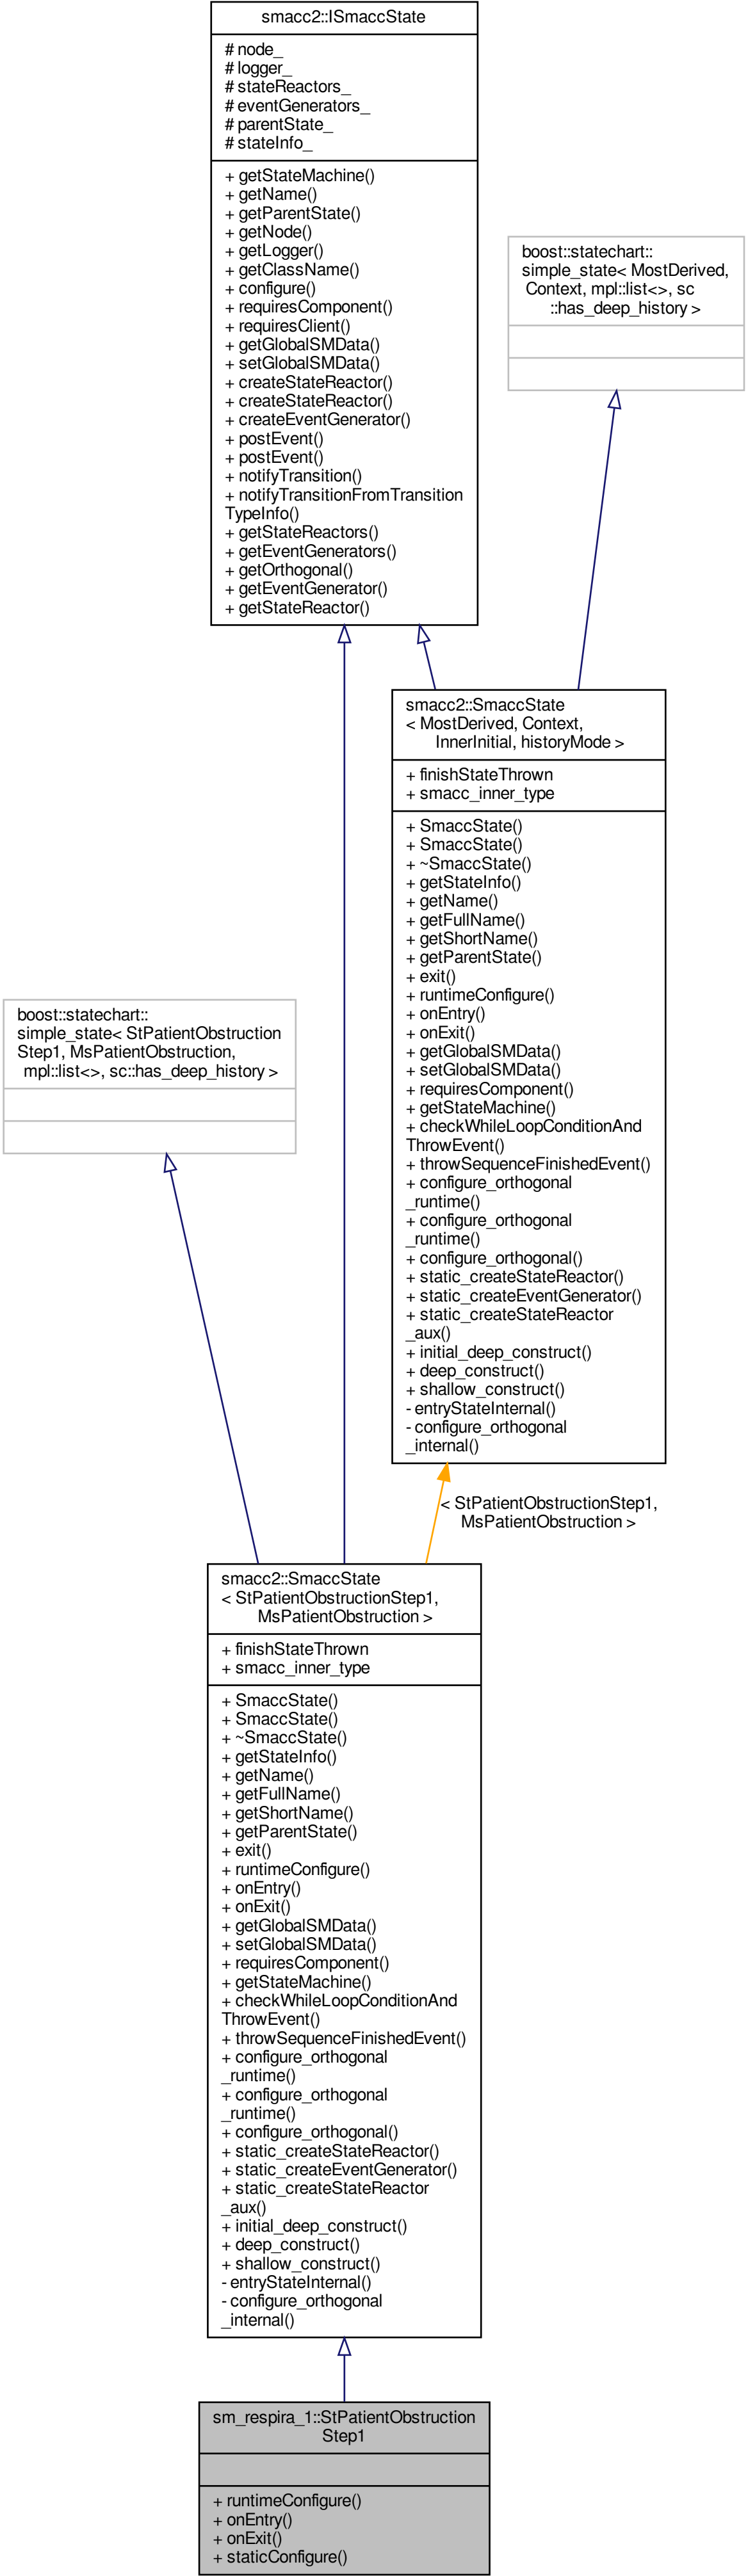 smacc2::ISmaccState
# node_
# logger_
# stateReactors_
# eventGenerators_
# parentState_
# stateInfo_
+ getStateMachine()
+ getName()
+ getParentState()
+ getNode()
+ getLogger()
+ getClassName()
+ configure()
+ requiresComponent()
+ requiresClient()
+ getGlobalSMData()
+ setGlobalSMData()
+ createStateReactor()
+ createStateReactor()
+ createEventGenerator()
+ postEvent()
+ postEvent()
+ notifyTransition()
+ notifyTransitionFromTransition
TypeInfo()
+ getStateReactors()
+ getEventGenerators()
+ getOrthogonal()
+ getEventGenerator()
+ getStateReactor()
boost::statechart::
simple_state< MostDerived,
Context, mpl::list<>, sc
::has_deep_history >
smacc2::SmaccState
< MostDerived, Context,
InnerInitial, historyMode >
+ finishStateThrown
+ smacc_inner_type
+ SmaccState()
+ SmaccState()
+ ~SmaccState()
+ getStateInfo()
+ getName()
+ getFullName()
+ getShortName()
+ getParentState()
+ exit()
+ runtimeConfigure()
+ onEntry()
+ onExit()
+ getGlobalSMData()
+ setGlobalSMData()
+ requiresComponent()
+ getStateMachine()
+ checkWhileLoopConditionAnd
ThrowEvent()
+ throwSequenceFinishedEvent()
+ configure_orthogonal
_runtime()
+ configure_orthogonal
_runtime()
+ configure_orthogonal()
+ static_createStateReactor()
+ static_createEventGenerator()
+ static_createStateReactor
_aux()
+ initial_deep_construct()
+ deep_construct()
+ shallow_construct()
- entryStateInternal()
- configure_orthogonal
_internal()
boost::statechart::
simple_state< StPatientObstruction
Step1, MsPatientObstruction,
mpl::list<>, sc::has_deep_history >
< StPatientObstructionStep1,
MsPatientObstruction >
smacc2::SmaccState
< StPatientObstructionStep1,
MsPatientObstruction >
+ finishStateThrown
+ smacc_inner_type
+ SmaccState()
+ SmaccState()
+ ~SmaccState()
+ getStateInfo()
+ getName()
+ getFullName()
+ getShortName()
+ getParentState()
+ exit()
+ runtimeConfigure()
+ onEntry()
+ onExit()
+ getGlobalSMData()
+ setGlobalSMData()
+ requiresComponent()
+ getStateMachine()
+ checkWhileLoopConditionAnd
ThrowEvent()
+ throwSequenceFinishedEvent()
+ configure_orthogonal
_runtime()
+ configure_orthogonal
_runtime()
+ configure_orthogonal()
+ static_createStateReactor()
+ static_createEventGenerator()
+ static_createStateReactor
_aux()
+ initial_deep_construct()
+ deep_construct()
+ shallow_construct()
- entryStateInternal()
- configure_orthogonal
_internal()
sm_respira_1::StPatientObstruction
Step1
+ runtimeConfigure()
+ onEntry()
+ onExit()
+ staticConfigure()